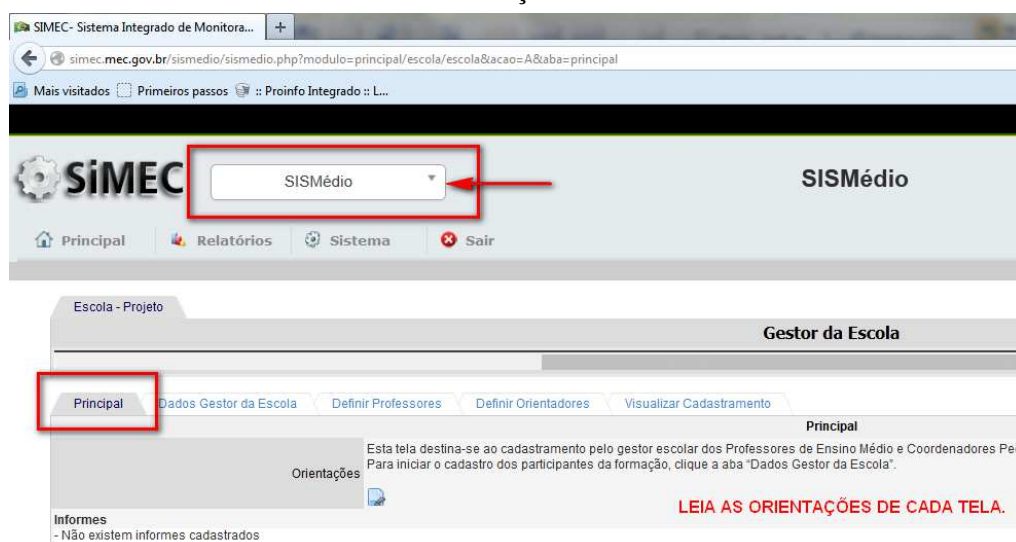 SIMEC- Sistema Integrado de Monitora...
simec.mec.gov.br/sismedio/sismedio.php?modulo=principal/escola/escola&acao=A&aba=principal
Mais visitados Primeiros passos :: Proinfo Integrado :: L...
SiMEC SISMédio SISMédio
Principal Relatórios Sistema Sair
Escola - Projeto
Gestor da Escola
Principal Dados Gestor da Escola Definir Professores Definir Orientadores Visualizar Cadastramento
Principal
Orientações
Esta tela destina-se ao cadastramento pelo gestor escolar dos Professores de Ensino Médio e Coordenadores Pe
Para iniciar o cadastro dos participantes da formação, clique a aba "Dados Gestor da Escola".
LEIA AS ORIENTAÇÕES DE CADA TELA.
Informes
- Não existem informes cadastrados